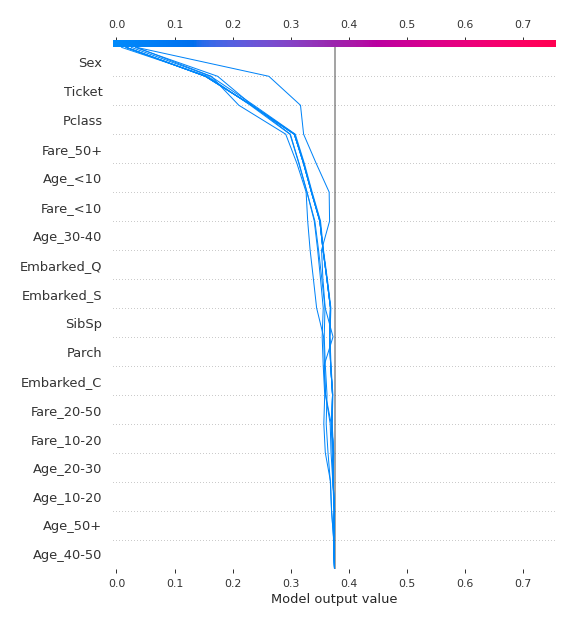 0.0 0.1 0.2 0.3 0.4 0.5 0.6 0.7
Sex
Ticket
Pclass
Fare_50+
Age_<10
Fare_<10
Age_30-40
Embarked_Q
Embarked_S
SibSp
Parch
Embarked_C
Fare_20-50
Fare_10-20
Age_20-30
Age_10-20
Age_50+
Age_40-50
0.0 0.1 0.2 0.3 0.4 0.5 0.6 0.7
Model output value